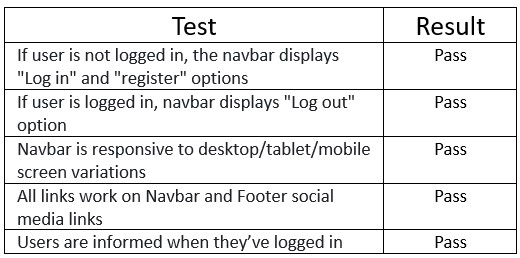 Test Result
If user is not logged in, the navbar displays Pass
"Log in" and "register" options
If user is logged in, navbar displays "Log out" Pass
option
Navbar is responsive to desktop/tablet/mobile Pass
screen variations
All links work on Navbar and Footer social Pass
media links
Users are informed when they’ve logged in Pass